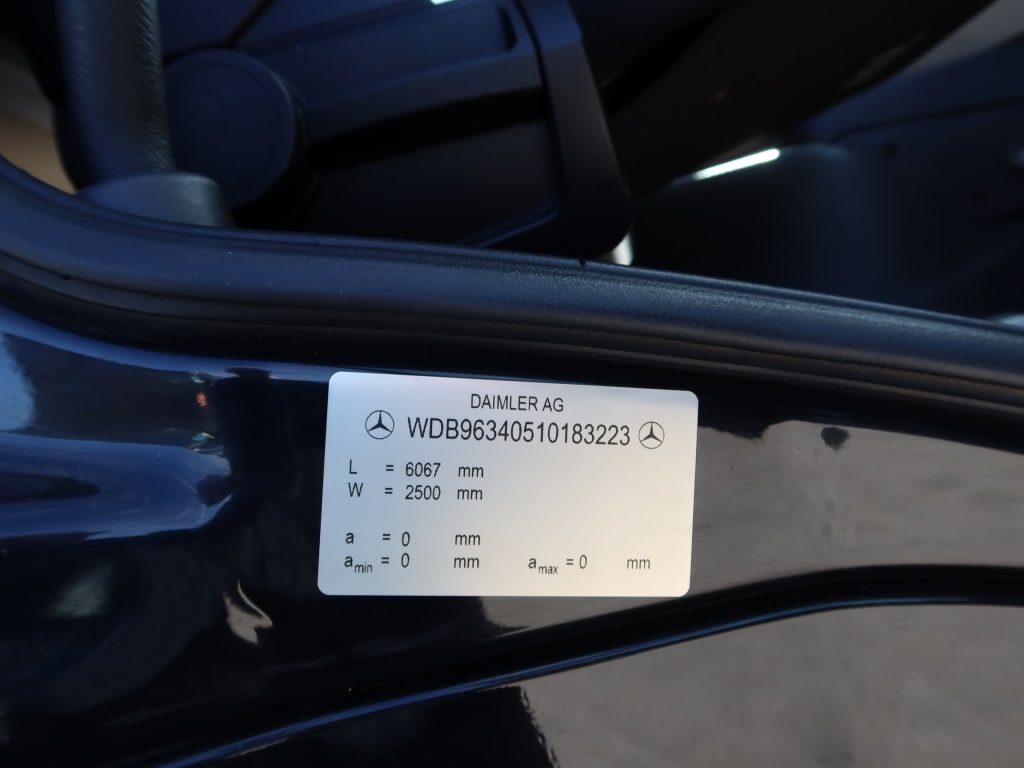 DAIMLER AG
WDB96340510183223
L = 6067 mm
W = 2500 mm
a = 0 mm
amin = 0 mm amax = 0 mm